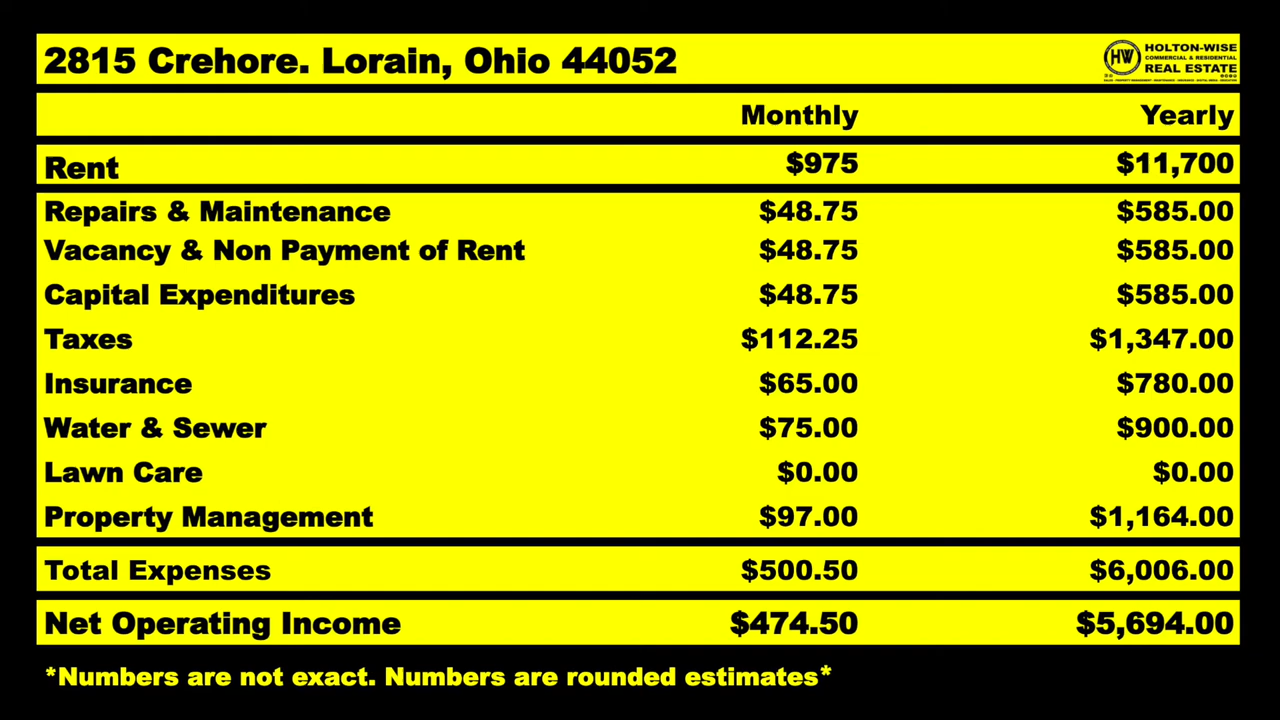 2815 Crehore. Lorain, Ohio 44052
HW
HOLTON-WISE
COMMERCIAL & RESIDENTIAL
REAL ESTATE
Monthly Yearly
Rent $975 $11,700
Repairs & Maintenance $48.75 $585.00
Vacancy & Non Payment of Rent $48.75 $585.00
Capital Expenditures $48.75 $585.00
Taxes $112.25 $1,347.00
Insurance $65.00 $780.00
Water & Sewer $75.00 $900.00
Lawn Care $0.00 $0.00
Property Management $97.00 $1,164.00
Total Expenses $500.50 $6,006.00
Net Operating Income $474.50 $5,694.00
*Numbers are not exact. Numbers are rounded estimates*